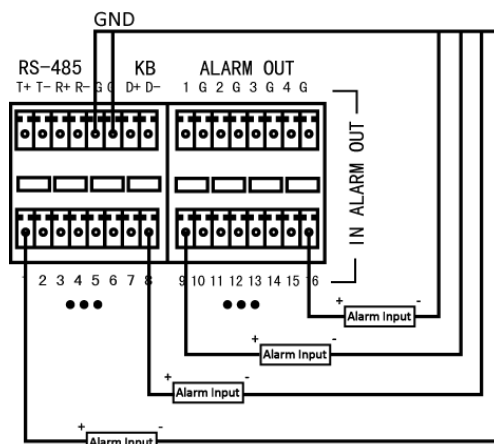 GND
RS-485 KB ALARM OUT
T+ T- R+ R- G G D+ D- 1 G 2 G 3 G 4 G
IN ALARM OUT
1 2 3 4 5 6 7 8 9 10 11 12 13 14 15 16
+ Alarm Input -
+ Alarm Input -
+ Alarm Input -
+ Alarm Input -